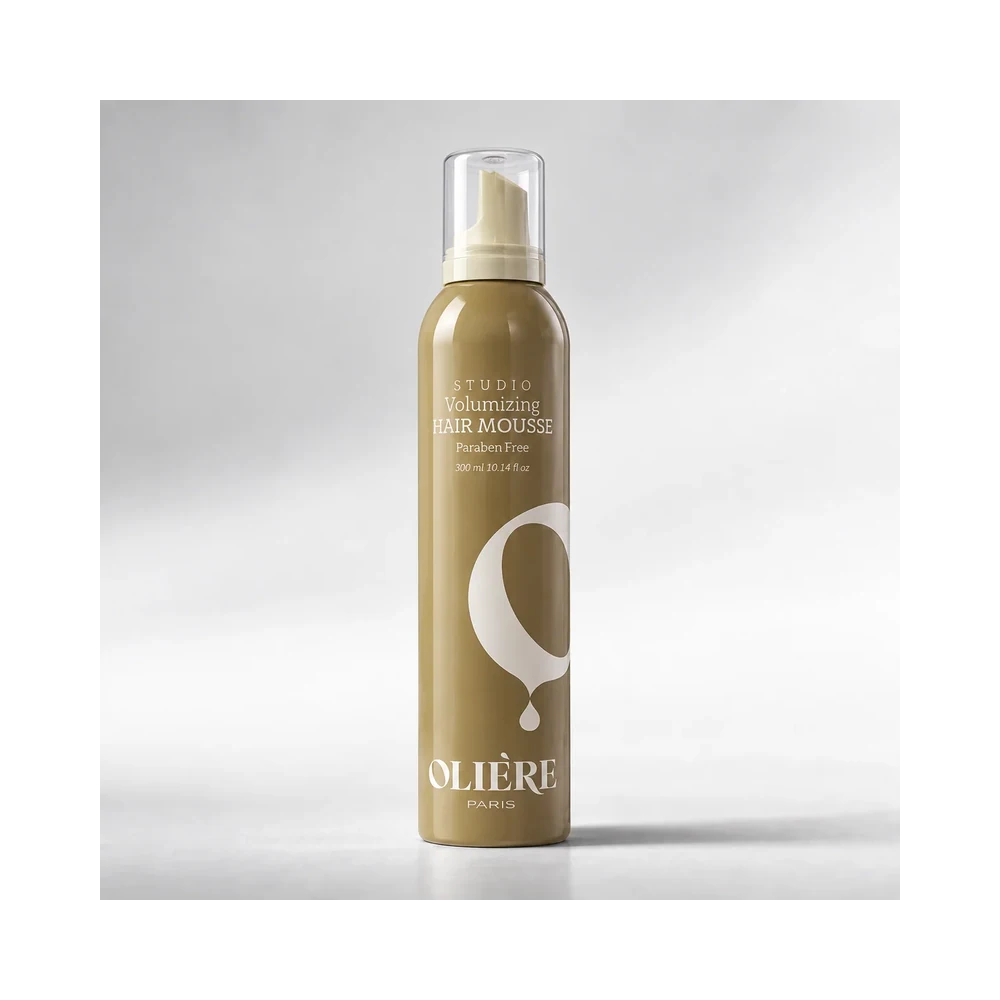 STUDIO
Volumizing
HAIR MOUSSE
Paraben Free
300 ml 10.14 fl oz
OLIÈRE
PARIS